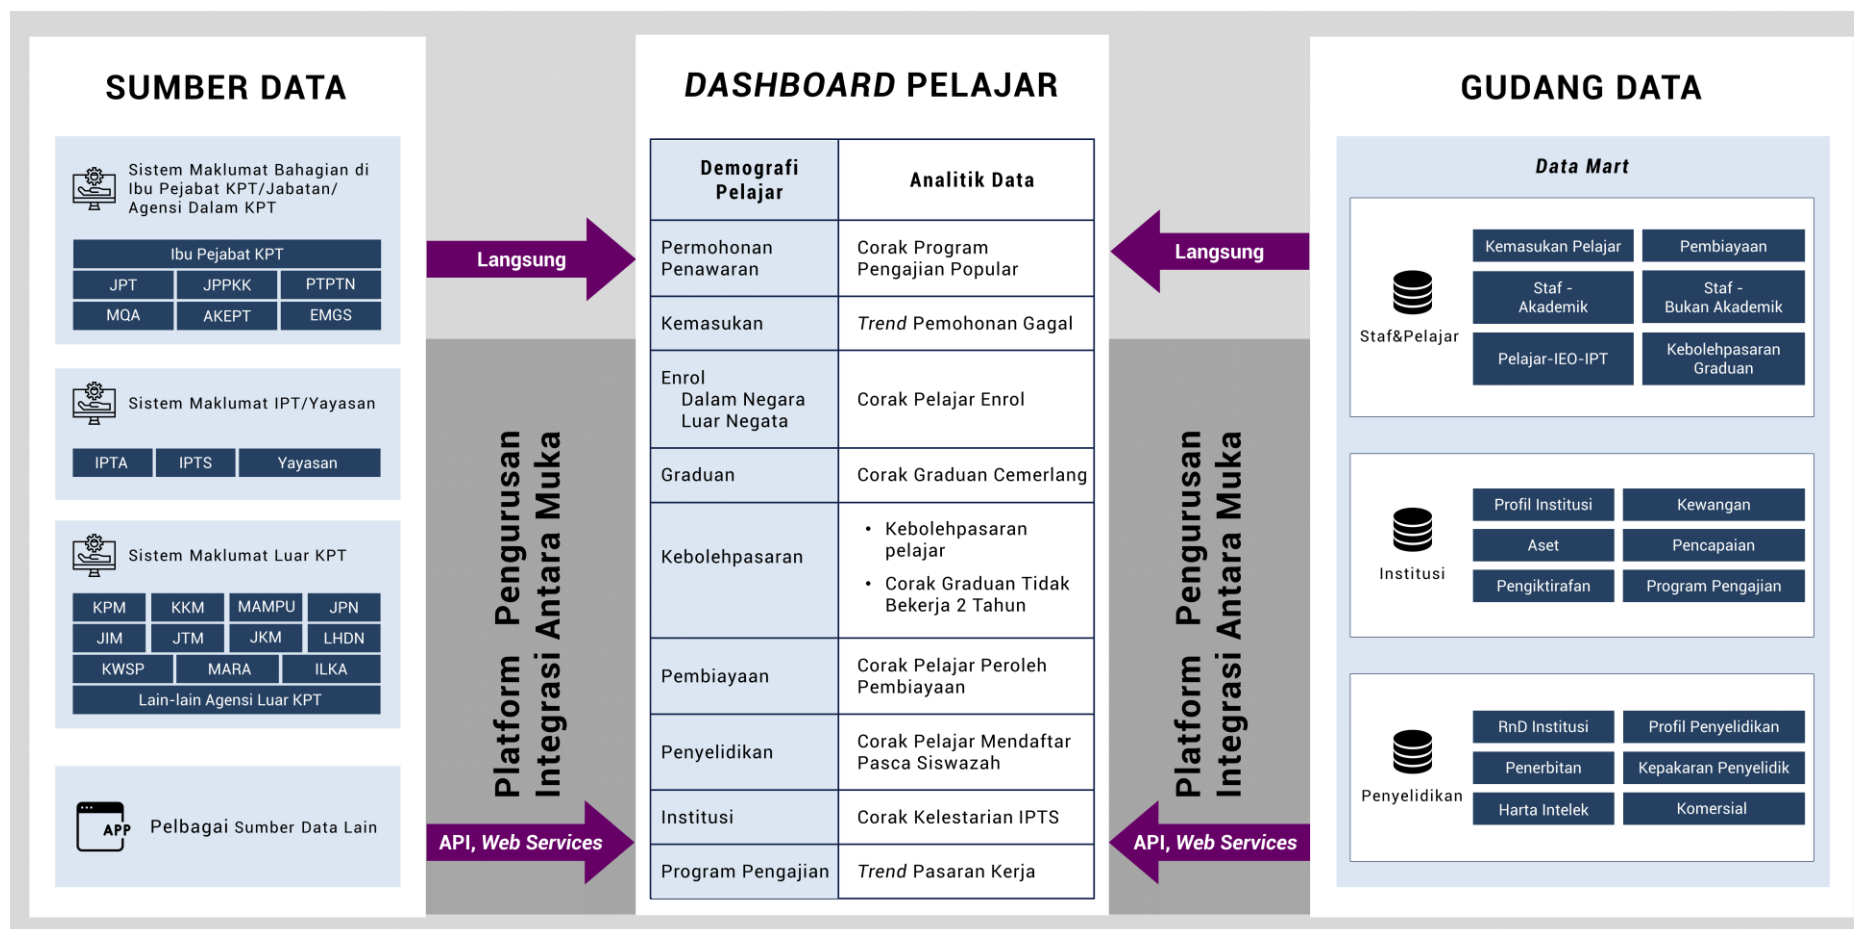 SUMBER DATA
Sistem Maklumat Bahagian di
Ibu Pejabat KPT/Jabatan/
Agensi Dalam KPT
Ibu Pejabat KPT
JPT JPPKK PTPTN
MQA AKEPT EMGS
Sistem Maklumat IPT/Yayasan
IPTA IPTS Yayasan
Sistem Maklumat Luar KPT
KPM KKM MAMPU JPN
JIM JTM JKM LHDN
KWSP MARA ILKA
Lain-lain Agensi Luar KPT
APP
Pelbagai Sumber Data Lain
Langsung
Platform Pengurusan
Integrasi Antara Muka
API, Web Services
DASHBOARD PELAJAR
Demografi
Pelajar
Analitik Data
Permohonan
Penawaran
Corak Program
Pengajian Popular
Kemasukan
Trend Pemohonan Gagal
Enrol
Dalam Negara
Luar Negata
Corak Pelajar Enrol
Graduan
Corak Graduan Cemerlang
Kebolehpasaran
• Kebolehpasaran
pelajar
• Corak Graduan Tidak
Bekerja 2 Tahun
Pembiayaan
Corak Pelajar Peroleh
Pembiayaan
Penyelidikan
Corak Pelajar Mendaftar
Pasca Siswazah
Institusi
Corak Kelestarian IPTS
Program Pengajian
Trend Pasaran Kerja
Langsung
Platform Pengurusan
Integrasi Antara Muka
API, Web Services
GUDANG DATA
Data Mart
Staf&Pelajar
Kemasukan Pelajar
Pembiayaan
Staf -
Akademik
Staf -
Bukan Akademik
Pelajar-IEO-IPT
Kebolehpasaran
Graduan
Institusi
Profil Institusi
Kewangan
Aset
Pencapaian
Pengiktirafan
Program Pengajian
Penyelidikan
RnD Institusi
Profil Penyelidikan
Penerbitan
Kepakaran Penyelidik
Harta Intelek
Komersial